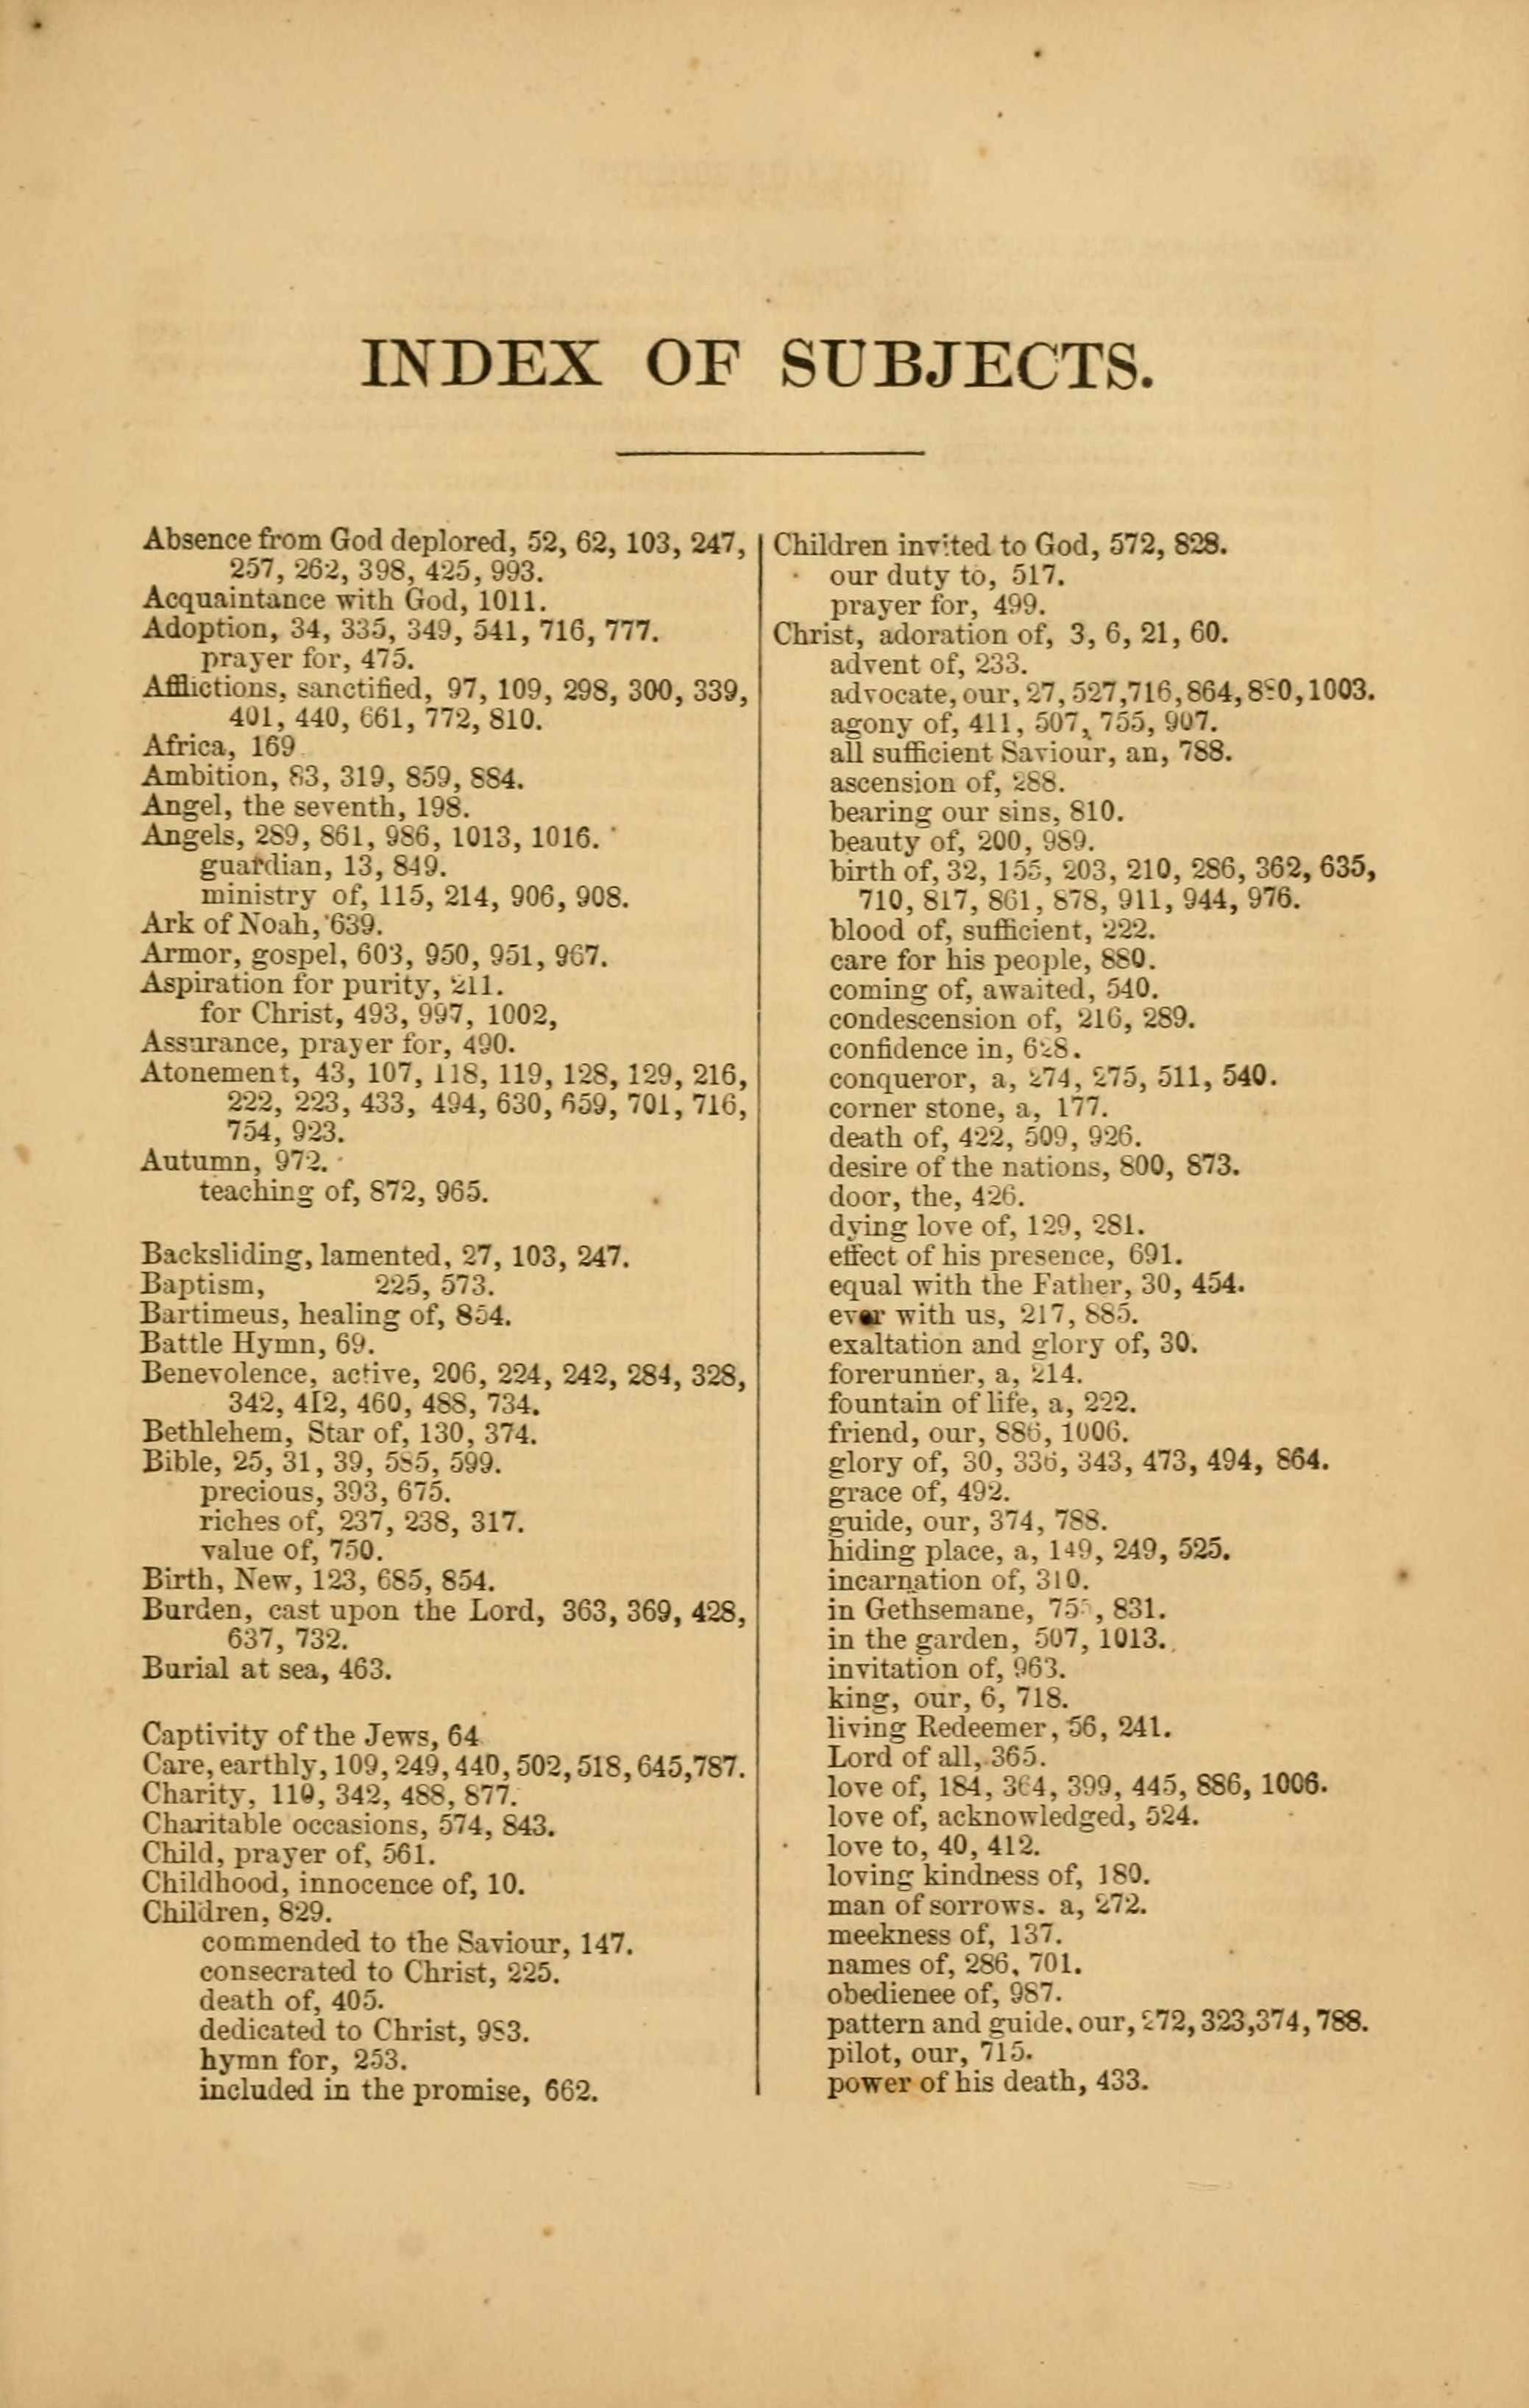 INDEX OF SUBJECTS.
Absence from God deplored, 52, 62, 103, 247,
257, 262, 398, 425, 993.
Acquaintance with God, 1011.
Adoption, 34, 335, 349, 541, 716, 777.
prayer for, 475.
Afflictions, sanctified, 97, 109, 298, 300, 339,
401, 440, 661, 772, 810.
Africa, 169
Ambition, 83, 319, 859, 884.
Angel, the seventh, 198.
Angels, 289, 861, 986, 1013, 1016.
guardian, 13, 849.
ministry of, 115, 214, 906, 908.
Ark of Noah, 639.
Armor, gospel, 603, 950, 951, 967.
Aspiration for purity, 211.
for Christ, 493, 997, 1002,
Assurance, prayer for, 490.
Atonement, 43, 107, 118, 119, 128, 129, 216,
222, 223, 433, 494, 630, 659, 701, 716,
754, 923.
Autumn, 972.
teaching of, 872, 965.
Backsliding, lamented, 27, 103, 247.
Baptism, 225, 573.
Bartimeus, healing of, 854.
Battle Hymn, 69.
Benevolence, active, 206, 224, 242, 284, 328,
342, 412, 460, 488, 734.
Bethlehem, Star of, 130, 374.
Bible, 25, 31, 39, 585, 599.
precious, 393, 675.
riches of, 237, 238, 317.
value of, 750.
Birth, New, 123, 685, 854.
Burden, cast upon the Lord, 363, 369, 428,
637, 732.
Burial at sea, 463.
Captivity of the Jews, 64
Care, earthly, 109, 249, 440, 502, 518, 645, 787.
Charity, 110, 342, 488, 877.
Charitable occasions, 574, 843.
Child, prayer of, 561.
Childhood, innocence of, 10.
Children, 829.
commended to the Saviour, 147.
consecrated to Christ, 225.
death of, 405.
dedicated to Christ, 983.
hymn for, 253.
included in the promise, 662.
Children invited to God, 572, 828.
our duty to, 517.
prayer for, 499.
Christ, adoration of, 3, 6, 21, 60.
advent of, 233.
advocate, our, 27, 527, 716, 864, 1003.
agony of, 411, 507, 755, 907.
all sufficient Saviour, an, 788.
ascension of, 288.
bearing our sins, 810.
beauty of, 200, 989.
birth of, 32, 155, 203, 210, 286, 362, 635,
710, 817, 861, 878, 911, 944, 976.
blood of, sufficient, 222.
care for his people, 880.
coming of, awaited, 540.
condescension of, 216, 289.
confidence in, 628.
conqueror, a, 274, 275, 511, 540.
corner stone, a, 177.
death of, 422, 509, 926.
desire of the nations, 800, 873.
door, the, 426.
dying love of, 129, 281.
effect of his presence, 691.
equal with the Father, 30, 454.
ever with us, 217, 885.
exaltation and glory of, 30.
forerunner, a, 214.
fountain of life, a, 222.
friend, our, 886, 1006.
glory of, 30, 336, 343, 473, 494, 864.
grace of, 492.
guide, our, 374, 788.
hiding place, a, 149, 249, 525.
incarnation of, 310.
in Gethsemane, 831.
in the garden, 507, 1013.
invitation of, 963.
king, our, 6, 718.
living Redeemer, 56, 241.
Lord of all, 365.
love of, 184, 364, 399, 445, 886, 1006.
love of, acknowledged, 524.
love to, 40, 412.
loving kindness of, 180.
man of sorrows. a, 272.
meekness of, 137.
names of, 286, 701.
obedienee of, 987.
pattern and guide, our, 272, 323, 374, 788.
pilot, our, 715.
power of his death, 433.